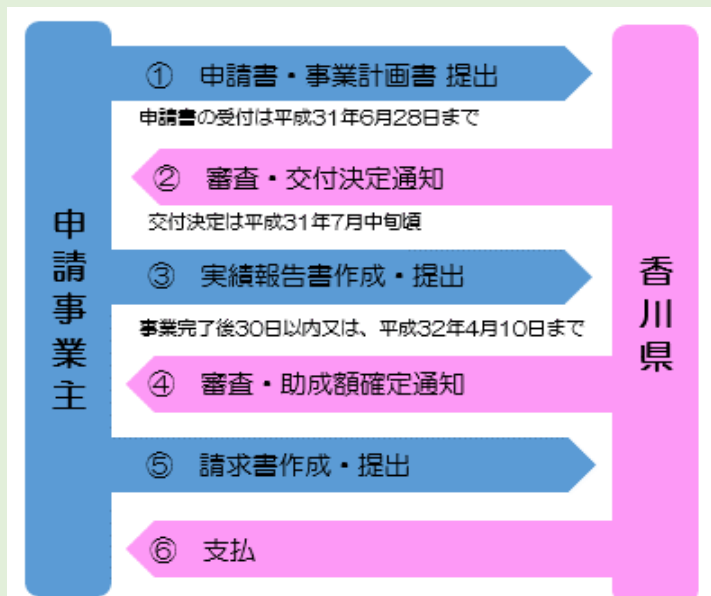 申請事業主
① 申請書・事業計画書 提出
申請書の受付は平成31年6月28日まで
② 審査・交付決定通知
交付決定は平成31年7月中旬頃
③ 実績報告書作成・提出
事業完了後30日以内又は、平成32年4月10日まで
④ 審査・助成額確定通知
⑤ 請求書作成・提出
⑥ 支払
香川県